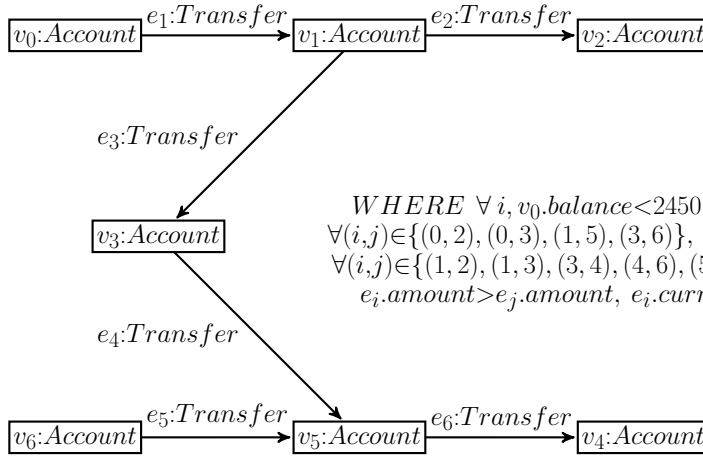 e₁:Transfer e₂:Transfer
v₀:Account v₁:Account v₂:Account
e₃:Transfer
WHERE ∀ i, v₀.balance<2450
v₃:Account ∀(i,j)∈{(0, 2), (0, 3), (1, 5), (3, 6)},
∀(i,j)∈{(1, 2), (1, 3), (3, 4), (4, 6), (5
eᵢ.amount>eⱼ.amount, eᵢ.curr
e₄:Transfer
e₅:Transfer e₆:Transfer
v₆:Account v₅:Account v₄:Account